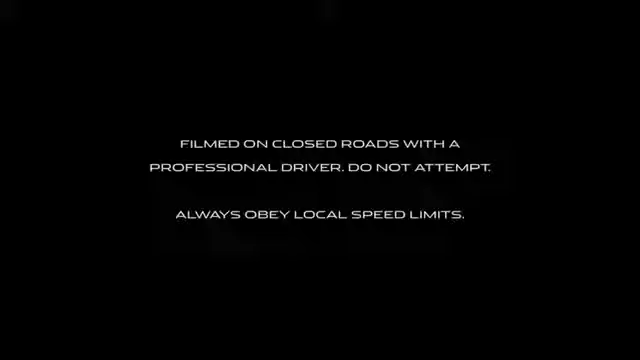 FILMED ON CLOSED ROADS WITH A
PROFESSIONAL DRIVER. DO NOT ATTEMPT.
ALWAYS OBEY LOCAL SPEED LIMITS.